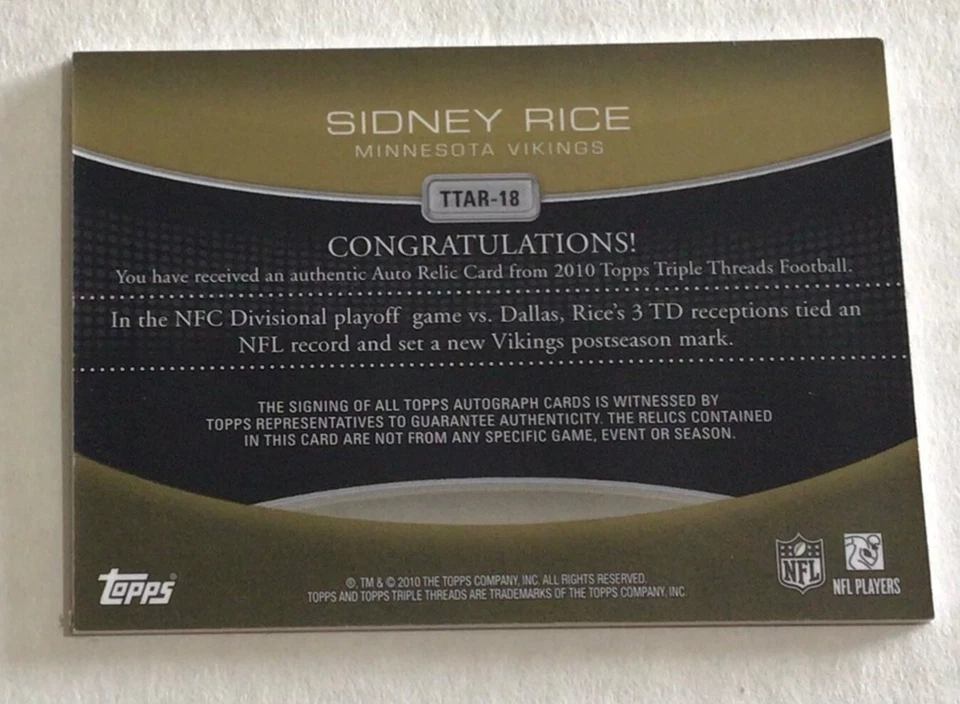 SIDNEY RICE
MINNESOTA VIKINGS
TTAR-18
CONGRATULATIONS!
You have received an authentic Auto Relic Card from 2010 Topps Triple Threads Football.
In the NFC Divisional playoff game vs. Dallas, Rice's 3 TD receptions tied an
NFL record and set a new Vikings postseason mark.
THE SIGNING OF ALL TOPPS AUTOGRAPH CARDS IS WITNESSED BY
TOPPS REPRESENTATIVES TO GUARANTEE AUTHENTICITY. THE RELICS CONTAINED
IN THIS CARD ARE NOT FROM ANY SPECIFIC GAME, EVENT OR SEASON.
topps®
®, TM & © 2010 THE TOPPS COMPANY, INC. ALL RIGHTS RESERVED.
TOPPS AND TOPPS TRIPLE THREADS ARE TRADEMARKS OF THE TOPPS COMPANY, INC
NFL
NFL PLAYERS